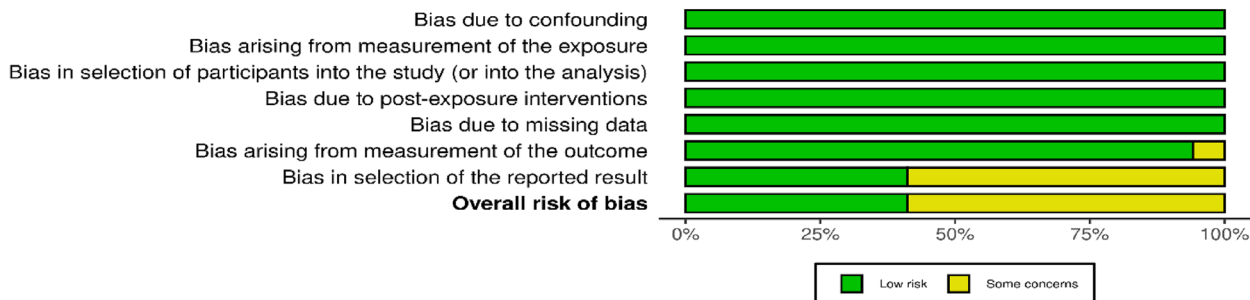 Bias due to confounding
Bias arising from measurement of the exposure
Bias in selection of participants into the study (or into the analysis)
Bias due to post-exposure interventions
Bias due to missing data
Bias arising from measurement of the outcome
Bias in selection of the reported result
Overall risk of bias
0% 25% 50% 75% 100%
Low risk Some concerns